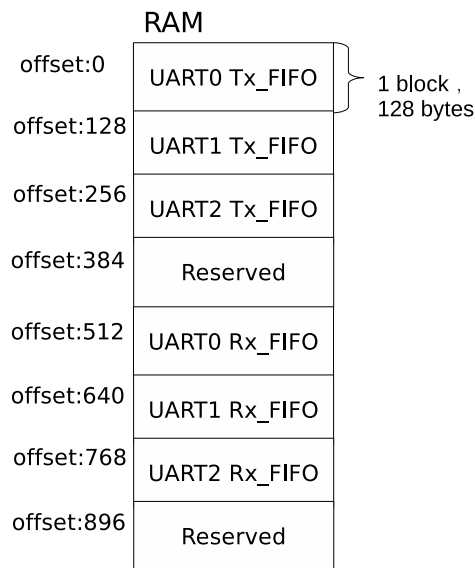 RAM
offset:0
UART0 Tx_FIFO
1 block ,
128 bytes
offset:128
UART1 Tx_FIFO
offset:256
UART2 Tx_FIFO
offset:384
Reserved
offset:512
UART0 Rx_FIFO
offset:640
UART1 Rx_FIFO
offset:768
UART2 Rx_FIFO
offset:896
Reserved